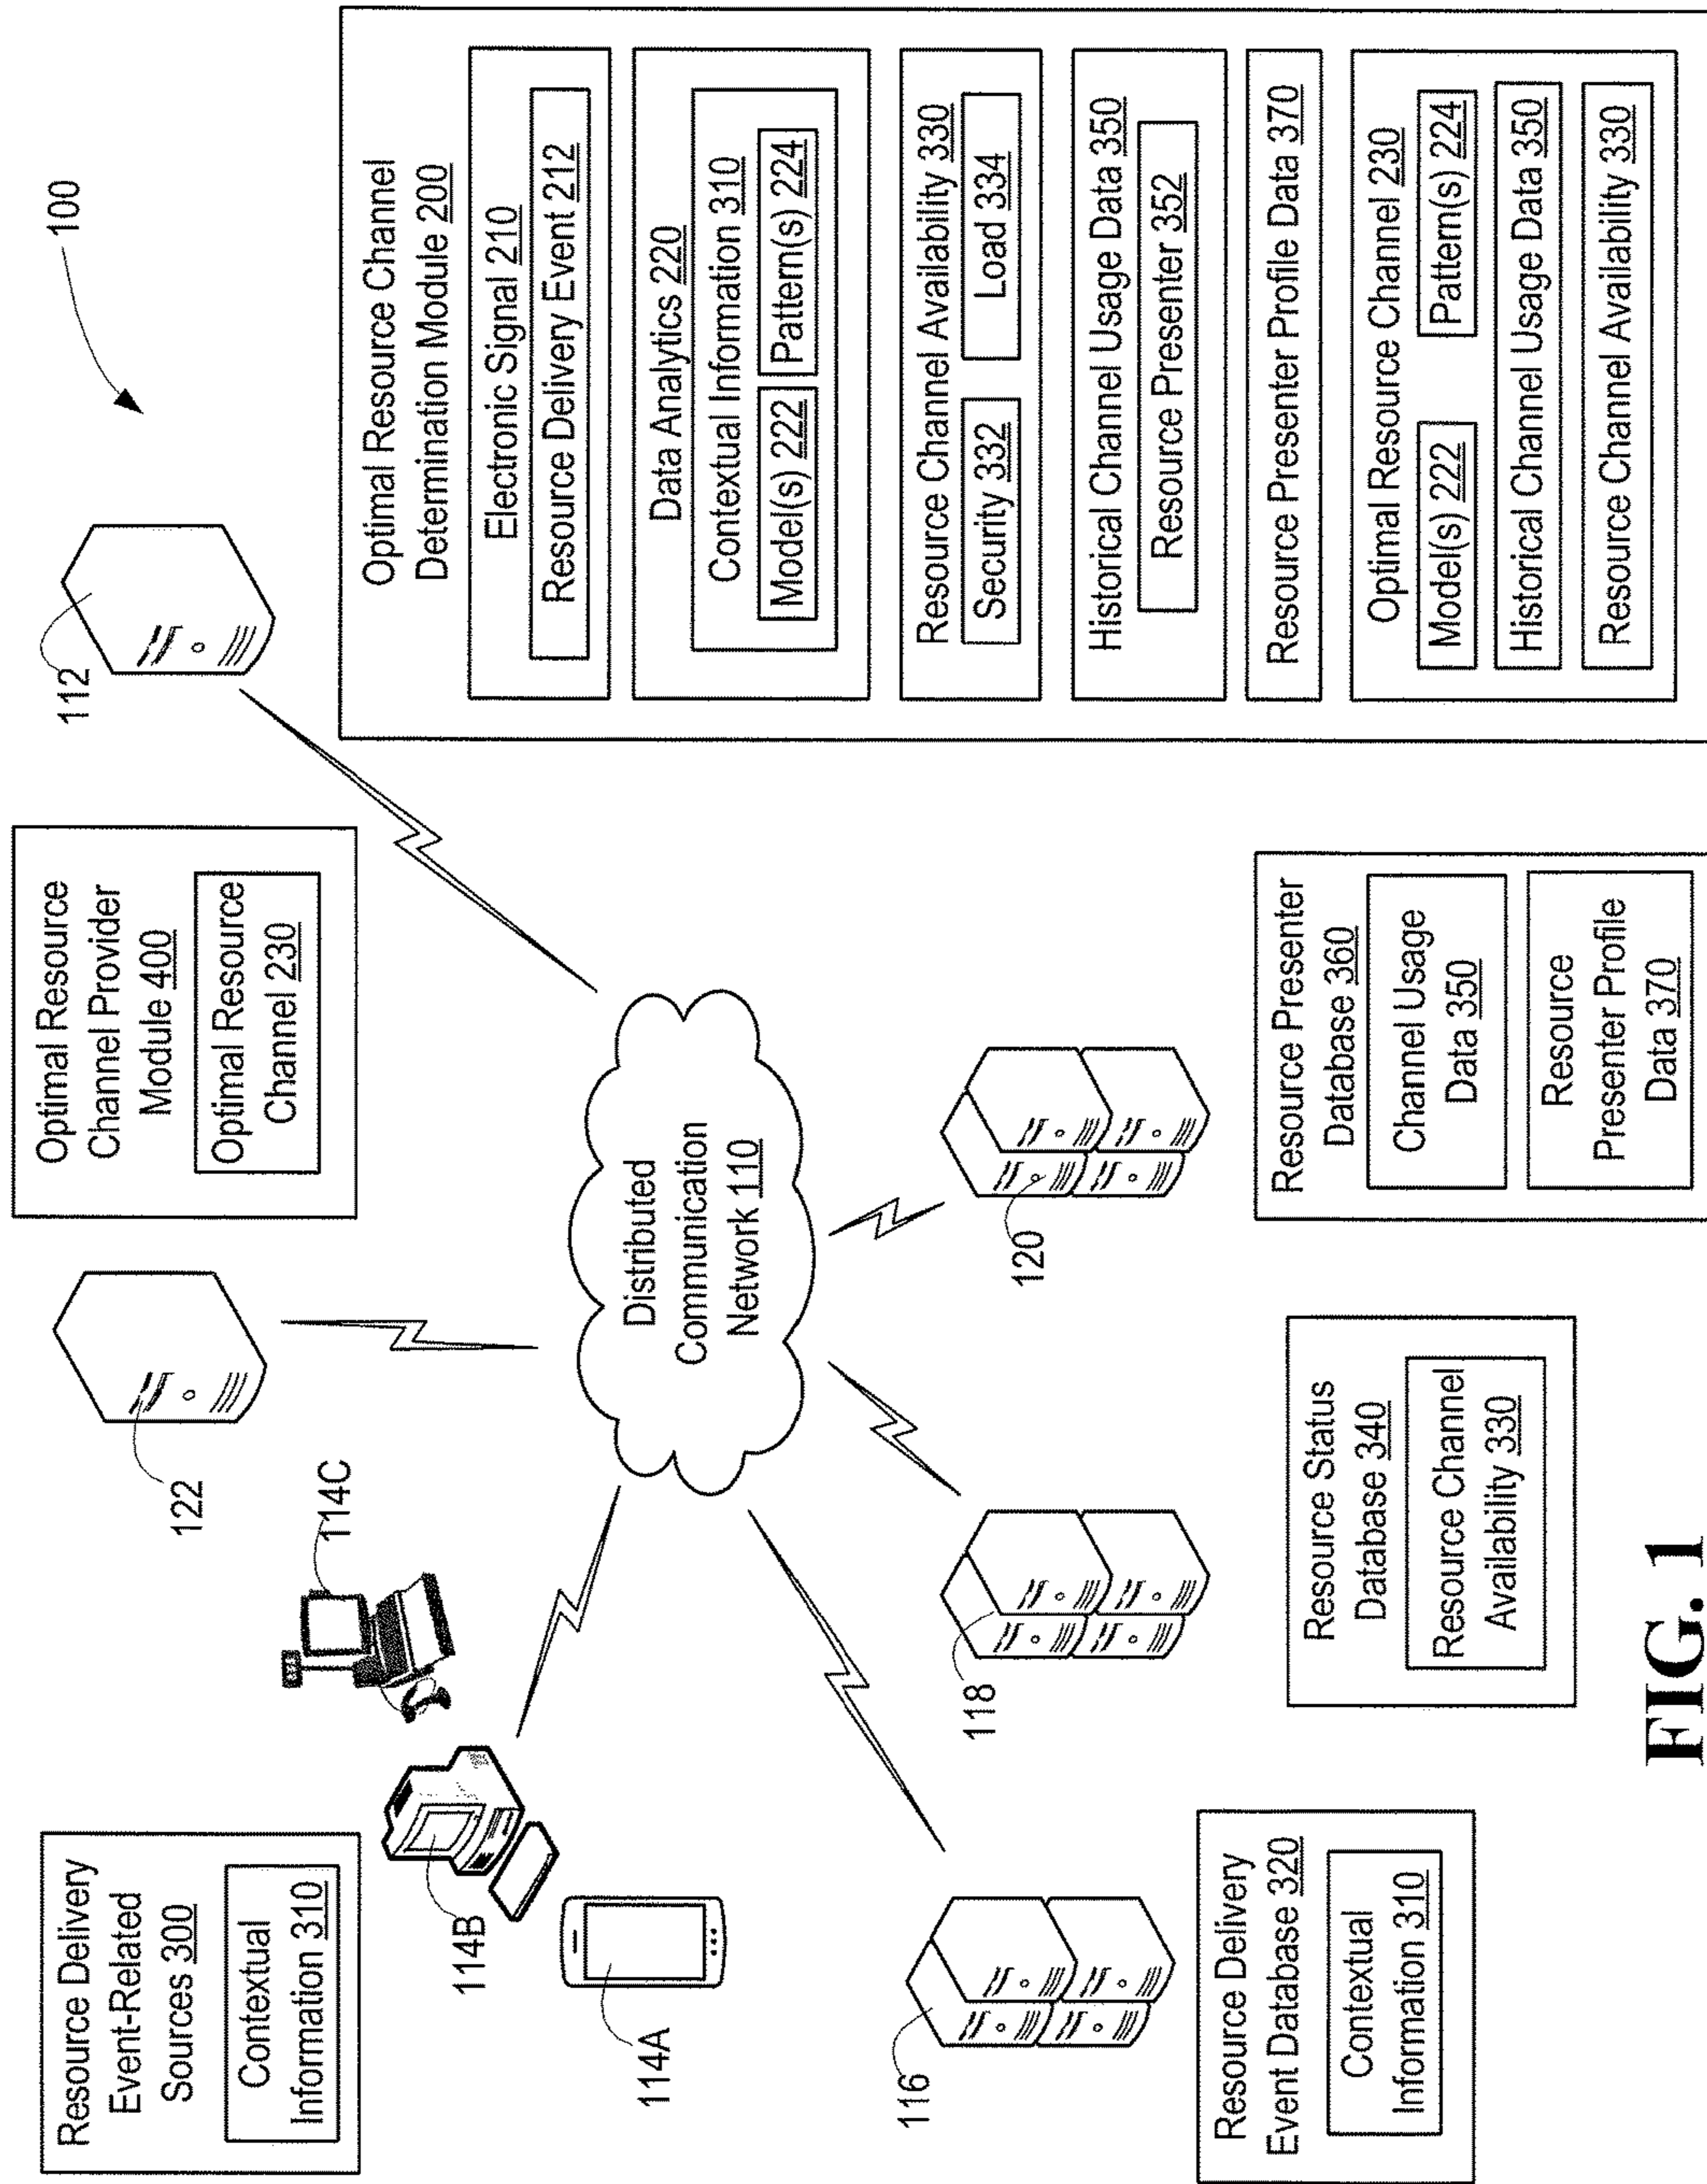 100
Resource Delivery
Event-Related
Sources 300
Contextual
Information 310
114A
114B
114C
122
Optimal Resource
Channel Provider
Module 400
Optimal Resource
Channel 230
112
Distributed
Communication
Network 110
116
118
120
Resource Delivery
Event Database 320
Contextual
Information 310
Resource Status
Database 340
Resource Channel
Availability 330
Resource Presenter
Database 360
Channel Usage
Data 350
Resource
Presenter Profile
Data 370
Optimal Resource Channel
Determination Module 200
Electronic Signal 210
Resource Delivery Event 212
Data Analytics 220
Contextual Information 310
Model(s) 222 Pattern(s) 224
Resource Channel Availability 330
Security 332 Load 334
Historical Channel Usage Data 350
Resource Presenter 352
Resource Presenter Profile Data 370
Optimal Resource Channel 230
Model(s) 222 Pattern(s) 224
Historical Channel Usage Data 350
Resource Channel Availability 330
FIG. 1